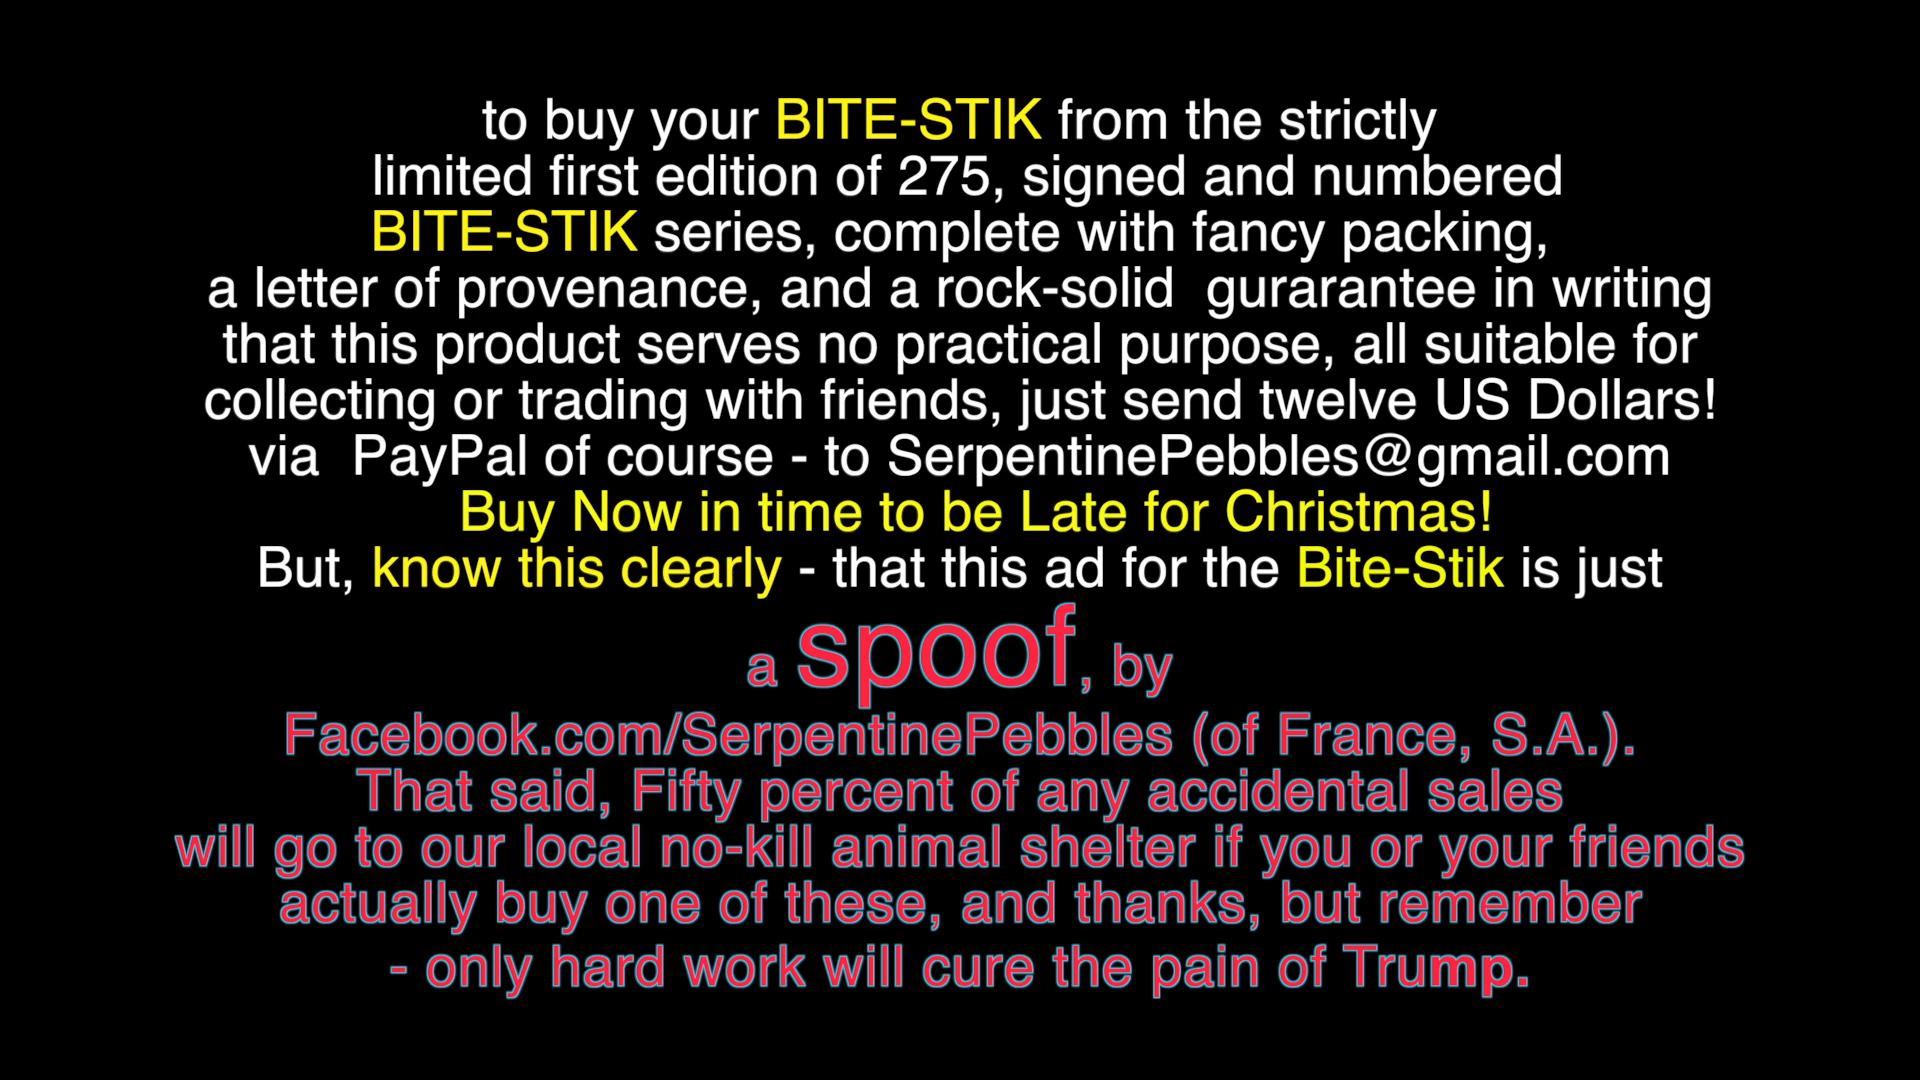 to buy your BITE-STIK from the strictly
limited first edition of 275, signed and numbered
BITE-STIK series, complete with fancy packing,
a letter of provenance, and a rock-solid  gurarantee in writing
that this product serves no practical purpose, all suitable for
collecting or trading with friends, just send twelve US Dollars!
via  PayPal of course - to SerpentinePebbles@gmail.com
Buy Now in time to be Late for Christmas!
But, know this clearly - that this ad for the Bite-Stik is just
a spoof, by
Facebook.com/SerpentinePebbles (of France, S.A.).
That said, Fifty percent of any accidental sales
will go to our local no-kill animal shelter if you or your friends
actually buy one of these, and thanks, but remember
- only hard work will cure the pain of Trump.